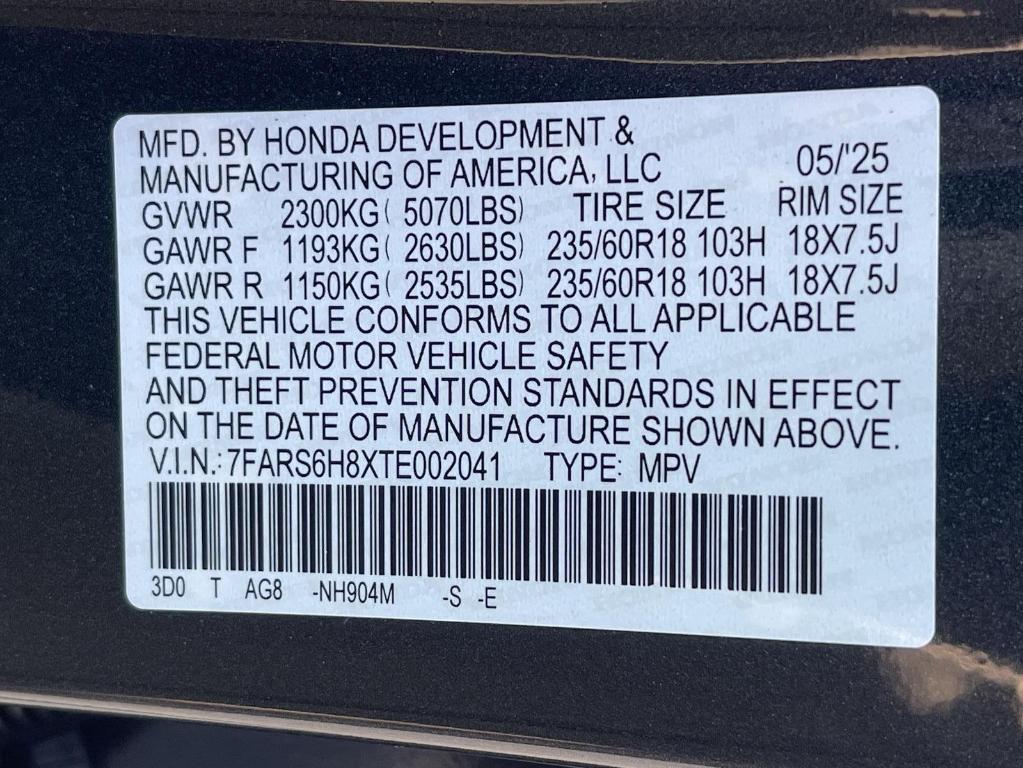 MFD. BY HONDA DEVELOPMENT &
MANUFACTURING OF AMERICA, LLC 05/'25
GVWR 2300KG( 5070LBS) TIRE SIZE RIM SIZE
GAWR F 1193KG( 2630LBS) 235/60R18 103H 18X7.5J
GAWR R 1150KG( 2535LBS) 235/60R18 103H 18X7.5J
THIS VEHICLE CONFORMS TO ALL APPLICABLE
FEDERAL MOTOR VEHICLE SAFETY
AND THEFT PREVENTION STANDARDS IN EFFECT
ON THE DATE OF MANUFACTURE SHOWN ABOVE.
V.I.N.: 7FARS6H8XTE002041 TYPE: MPV
3D0 T AG8 -NH904M -S -E